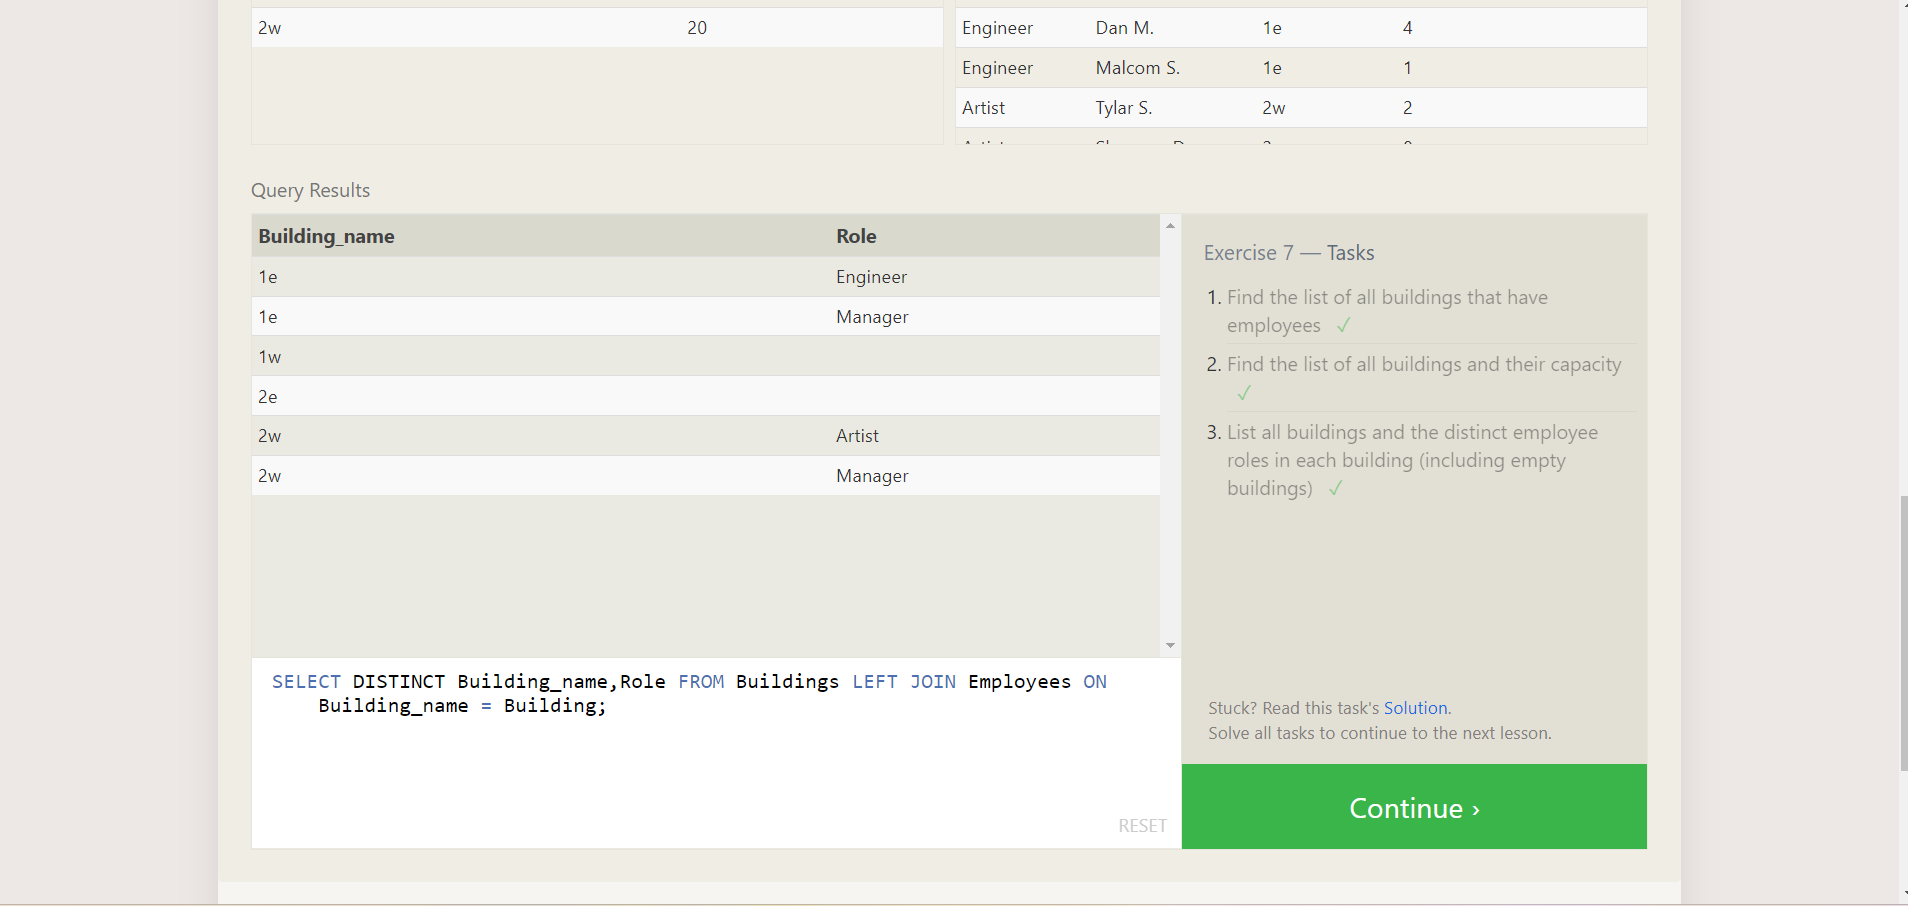 2w 20
Engineer Dan M. 1e 4
Engineer Malcom S. 1e 1
Artist Tylar S. 2w 2
Query Results
Building_name Role
1e Engineer
1e Manager
1w
2e
2w Artist
2w Manager
SELECT DISTINCT Building_name,Role FROM Buildings LEFT JOIN Employees ON
Building_name = Building;
RESET
Exercise 7 — Tasks
1. Find the list of all buildings that have
employees ✓
2. Find the list of all buildings and their capacity
✓
3. List all buildings and the distinct employee
roles in each building (including empty
buildings) ✓
Stuck? Read this task's Solution.
Solve all tasks to continue to the next lesson.
Continue ›